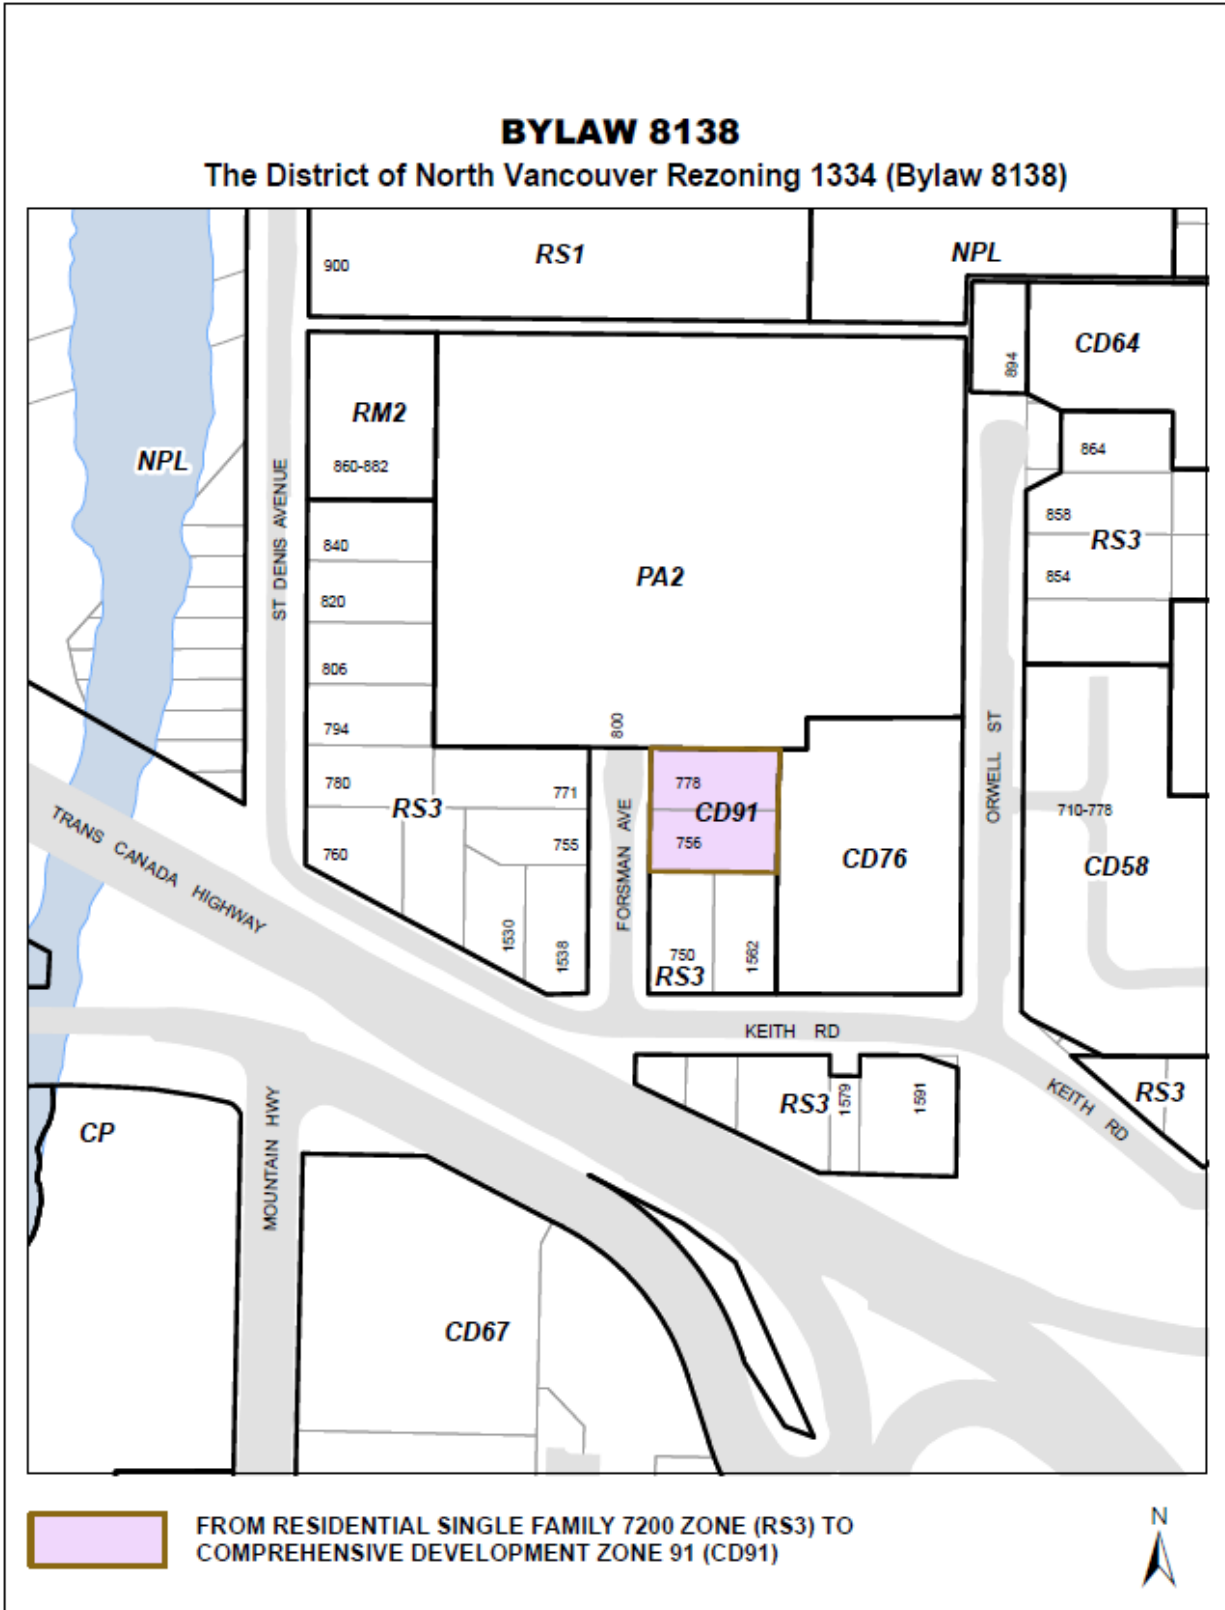 BYLAW 8138
The District of North Vancouver Rezoning 1334 (Bylaw 8138)
900
RS1
NPL
CD64
894
RM2
860-882
NPL
ST DENIS AVENUE
864
858
RS3
854
840
820
806
794
780
760
PA2
800
771
755
RS3
778
CD91
756
FORSMAN AVE
CD76
ORWELL ST
710-778
CD58
TRANS CANADA HIGHWAY
1530
1538
750
RS3
1562
KEITH RD
KEITH RD
RS3
1579
1591
RS3
CP
MOUNTAIN HWY
CD67
FROM RESIDENTIAL SINGLE FAMILY 7200 ZONE (RS3) TO
COMPREHENSIVE DEVELOPMENT ZONE 91 (CD91)
N